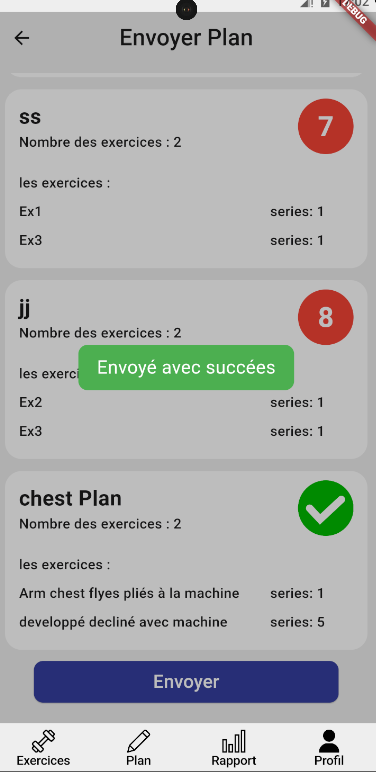 DEBUG
Envoyer Plan
ss
7
Nombre des exercices : 2
les exercices :
Ex1 series: 1
Ex3 series: 1
jj
8
Nombre des exercices : 2
les
Envoyé avec succées
Ex2 series: 1
Ex3 series: 1
chest Plan
Nombre des exercices : 2
les exercices :
Arm chest flyes pliés à la machine series: 1
developpé decliné avec machine series: 5
Envoyer
Exercices Plan Rapport Profil